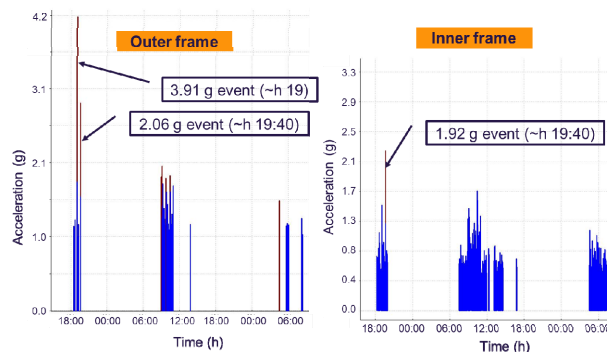 Outer frame
4.2
3.1
2.1
1.0
0.0
Acceleration (g)
3.91 g event (~h 19)
2.06 g event (~h 19:40)
18:00 00:00 06:00 12:00 18:00 00:00 06:00
Time (h)
Inner frame
3.3
2.9
2.5
2.1
1.7
1.3
0.8
0.4
0.0
Acceleration (g)
1.92 g event (~h 19:40)
18:00 00:00 06:00 12:00 18:00 00:00 06:00
Time (h)